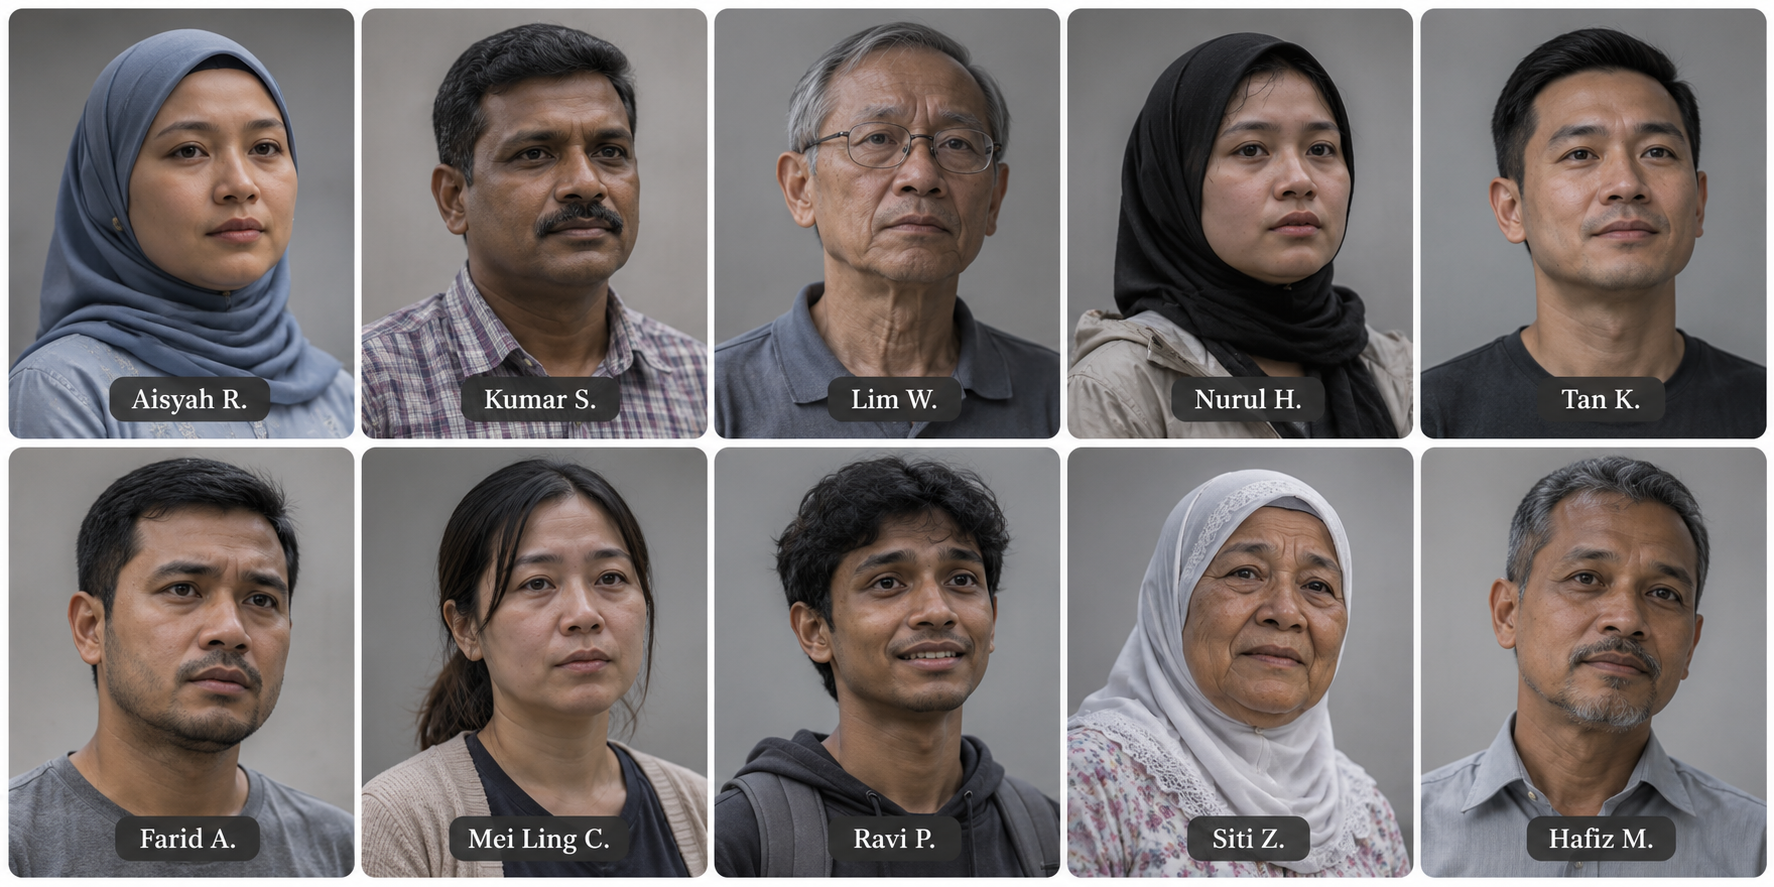 Aisyah R.
Kumar S.
Lim W.
Nurul H.
Tan K.
Farid A.
Mei Ling C.
Ravi P.
Siti Z.
Hafiz M.